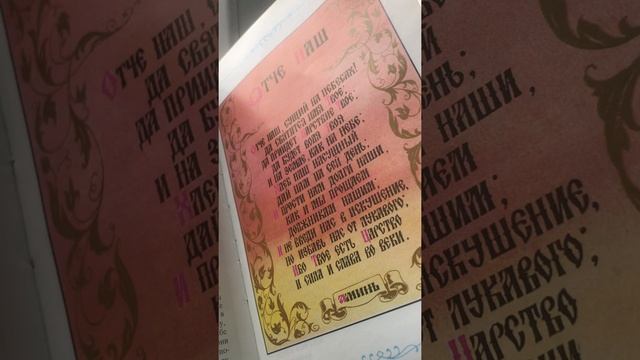 Отче наш
Отче наш, сущий на небесах!
Да святится имя Твое,
Да приидет Царствие Твое,
Да будет воля Твоя
И на земле, как на небе;
Хлеб наш насущный
Дай нам на сей день;
И прости нам долги наши,
Как и мы прощаем
Должникам нашим;
И не введи нас в искушение,
Но избавь нас от лукавого;
Ибо Твое есть Царство
И сила и слава во веки.
Аминь